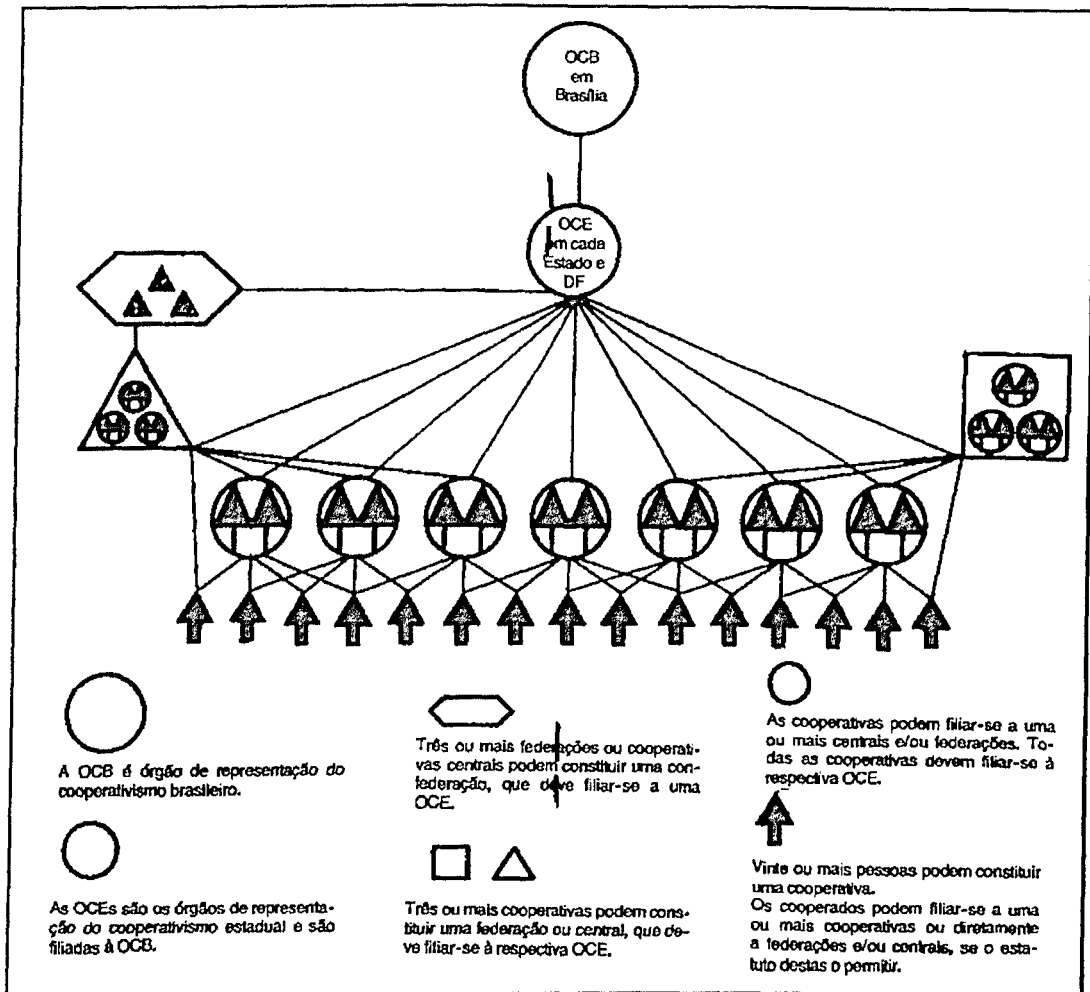 OCB
em
Brasília
OCE
em cada
Estado e
DF
A OCB é órgão de representação do
cooperativismo brasileiro.
As OCEs são os órgãos de representa-
ção do cooperativismo estadual e são
filiadas à OCB.
Três ou mais federações ou cooperati-
vas centrais podem constituir uma con-
federação, que deve filiar-se a uma
OCE.
Três ou mais cooperativas podem cons-
tituir uma federação ou central, que de-
ve filiar-se à respectiva OCE.
As cooperativas podem filiar-se a uma
ou mais centrais e/ou federações. To-
das as cooperativas devem filiar-se à
respectiva OCE.
Vinte ou mais pessoas podem constituir
uma cooperativa.
Os cooperados podem filiar-se a uma
ou mais cooperativas ou diretamente
a federações e/ou centrais, se o esta-
tuto destas o permitir.